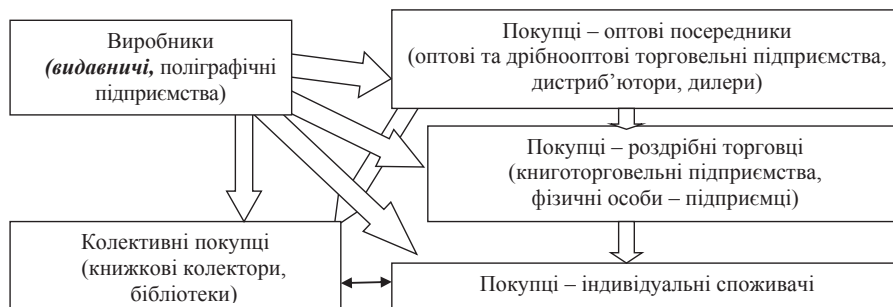 Виробники
(видавничі, поліграфічні
підприємства)
Покупці – оптові посередники
(оптові та дрібнооптові торговельні підприємства,
дистриб’ютори, дилери)
Покупці – роздрібні торговці
(книготорговельні підприємства,
фізичні особи – підприємці)
Колективні покупці
(книжкові колектори,
бібліотеки)
Покупці – індивідуальні споживачі